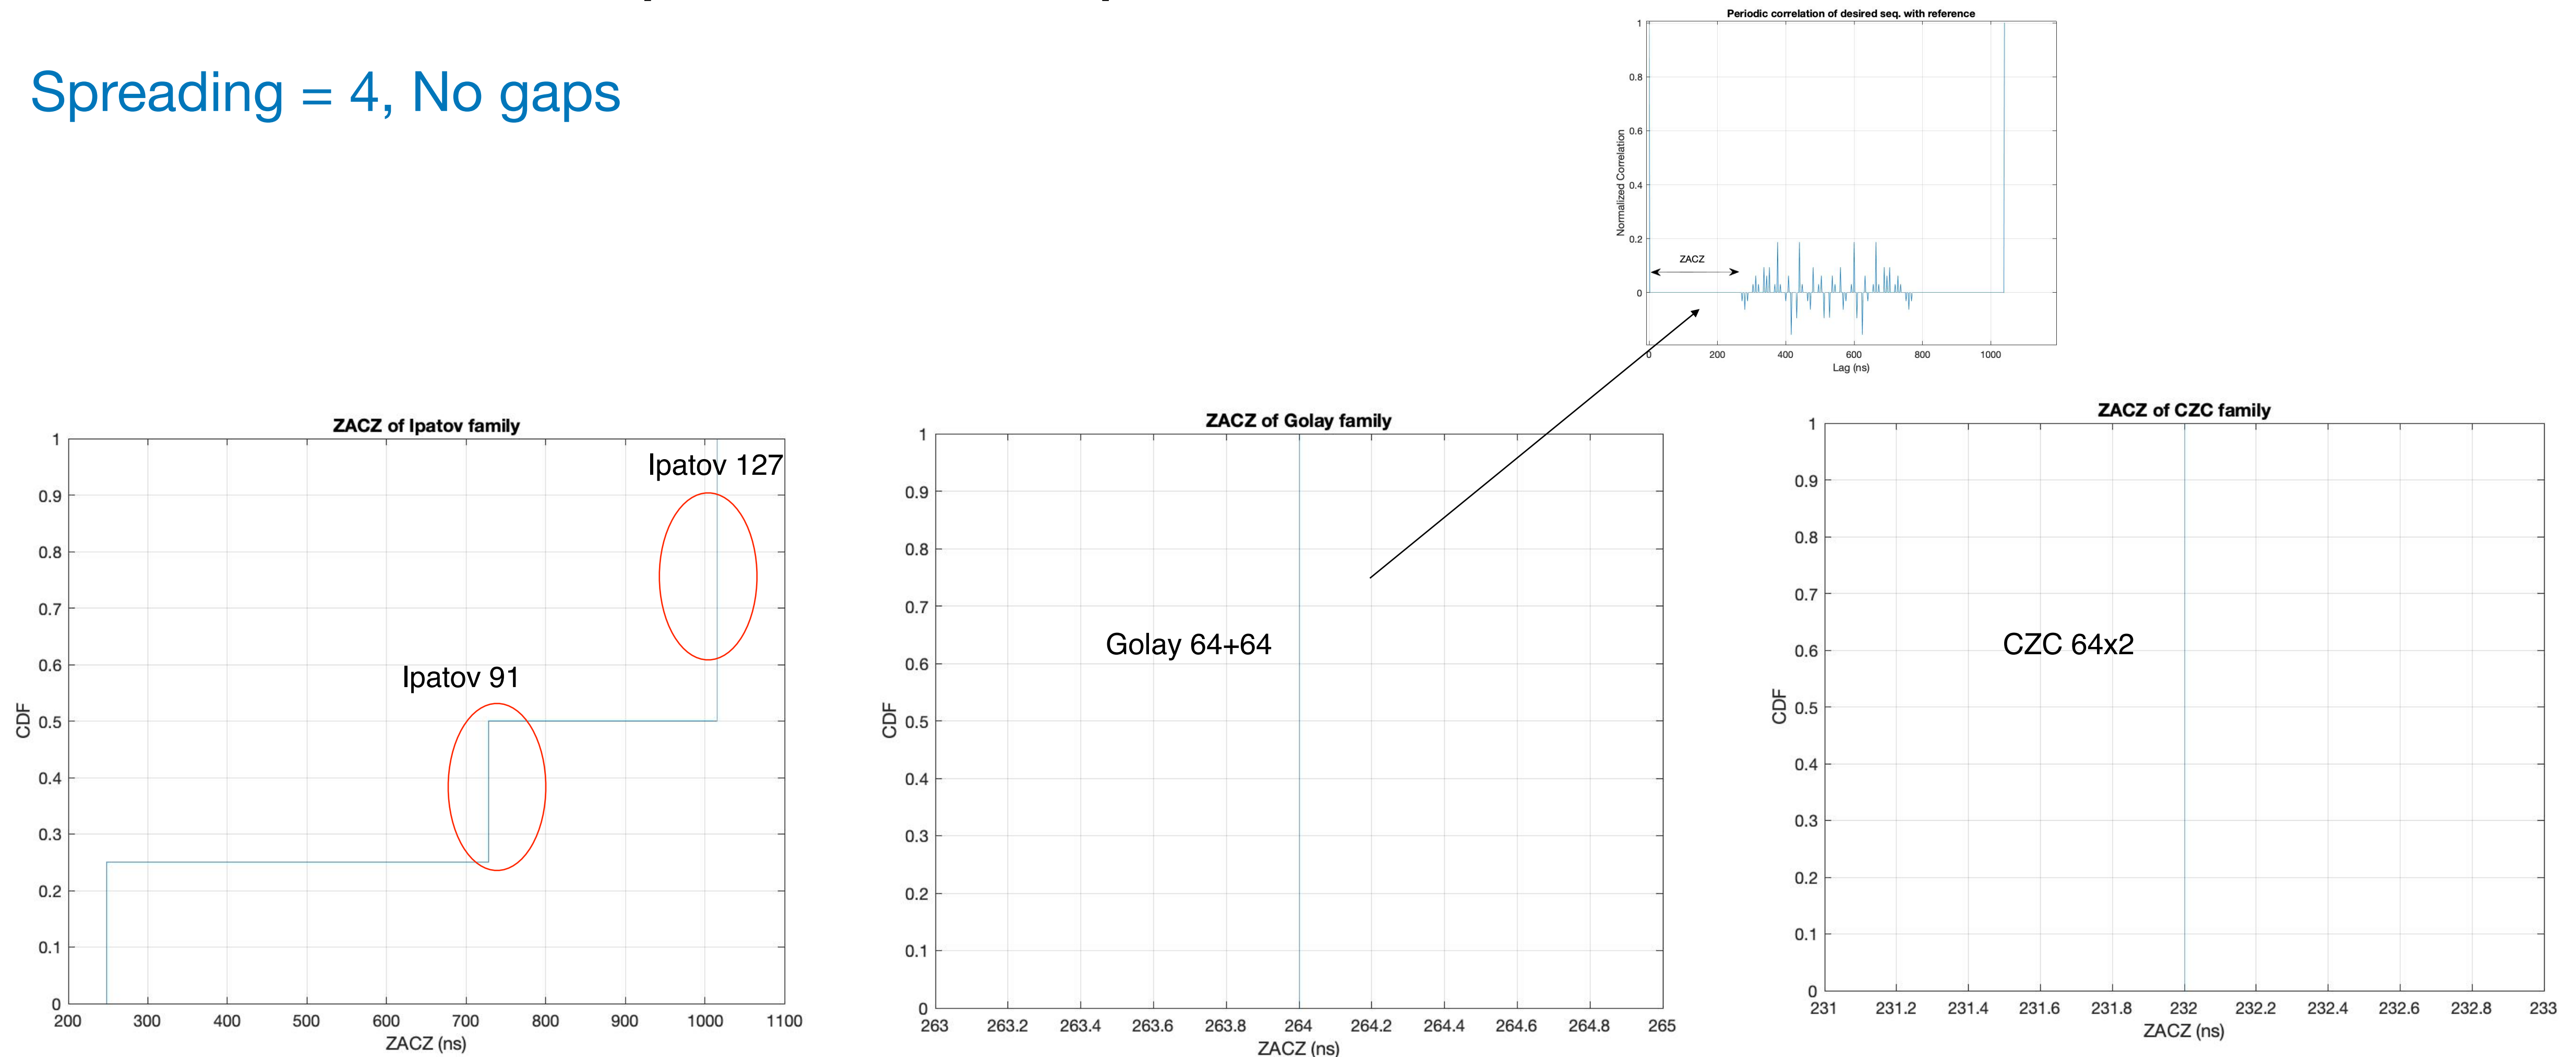 Spreading = 4, No gaps
Periodic correlation of desired seq. with reference
Normalized Correlation
1
0.8
0.6
0.4
0.2
0
ZACZ
0 200 400 600 800 1000
Lag (ns)
ZACZ of Ipatov family
CDF
1
0.9
0.8
0.7
0.6
0.5
0.4
0.3
0.2
0.1
0
Ipatov 127
Ipatov 91
200 300 400 500 600 700 800 900 1000 1100
ZACZ (ns)
ZACZ of Golay family
CDF
1
0.9
0.8
0.7
0.6
0.5
0.4
0.3
0.2
0.1
0
Golay 64+64
263 263.2 263.4 263.6 263.8 264 264.2 264.4 264.6 264.8 265
ZACZ (ns)
ZACZ of CZC family
CDF
1
0.9
0.8
0.7
0.6
0.5
0.4
0.3
0.2
0.1
0
CZC 64x2
231 231.2 231.4 231.6 231.8 232 232.2 232.4 232.6 232.8 233
ZACZ (ns)